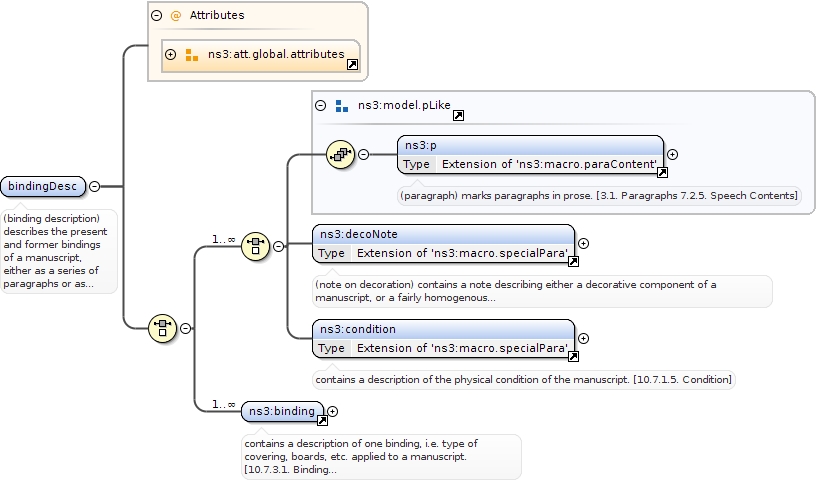 Attributes
ns3:att.global.attributes
ns3:model.pLike
ns3:p
Type Extension of 'ns3:macro.paraContent'
(paragraph) marks paragraphs in prose. [3.1. Paragraphs 7.2.5. Speech Contents]
bindingDesc
(binding description)
describes the present
and former bindings
of a manuscript,
either as a series of
paragraphs or as...
1..∞
ns3:decoNote
Type Extension of 'ns3:macro.specialPara'
(note on decoration) contains a note describing either a decorative component of a
manuscript, or a fairly homogenous...
ns3:condition
Type Extension of 'ns3:macro.specialPara'
contains a description of the physical condition of the manuscript. [10.7.1.5. Condition]
1..∞
ns3:binding
contains a description of one binding, i.e. type of
covering, boards, etc. applied to a manuscript.
[10.7.3.1. Binding...